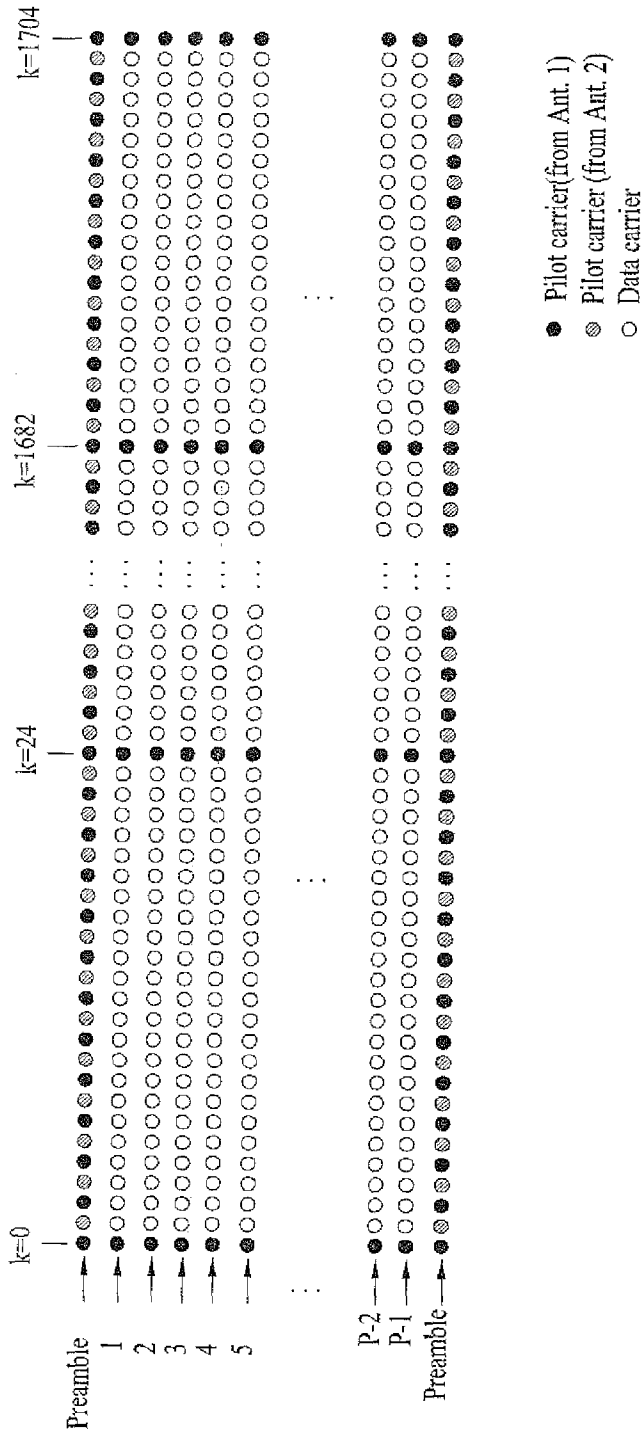 k=0
k=24
k=1682
k=1704
Preamble
1
2
3
4
5
...
P-2
P-1
Preamble
Pilot carrier(from Ant. 1)
Pilot carrier (from Ant. 2)
Data carrier